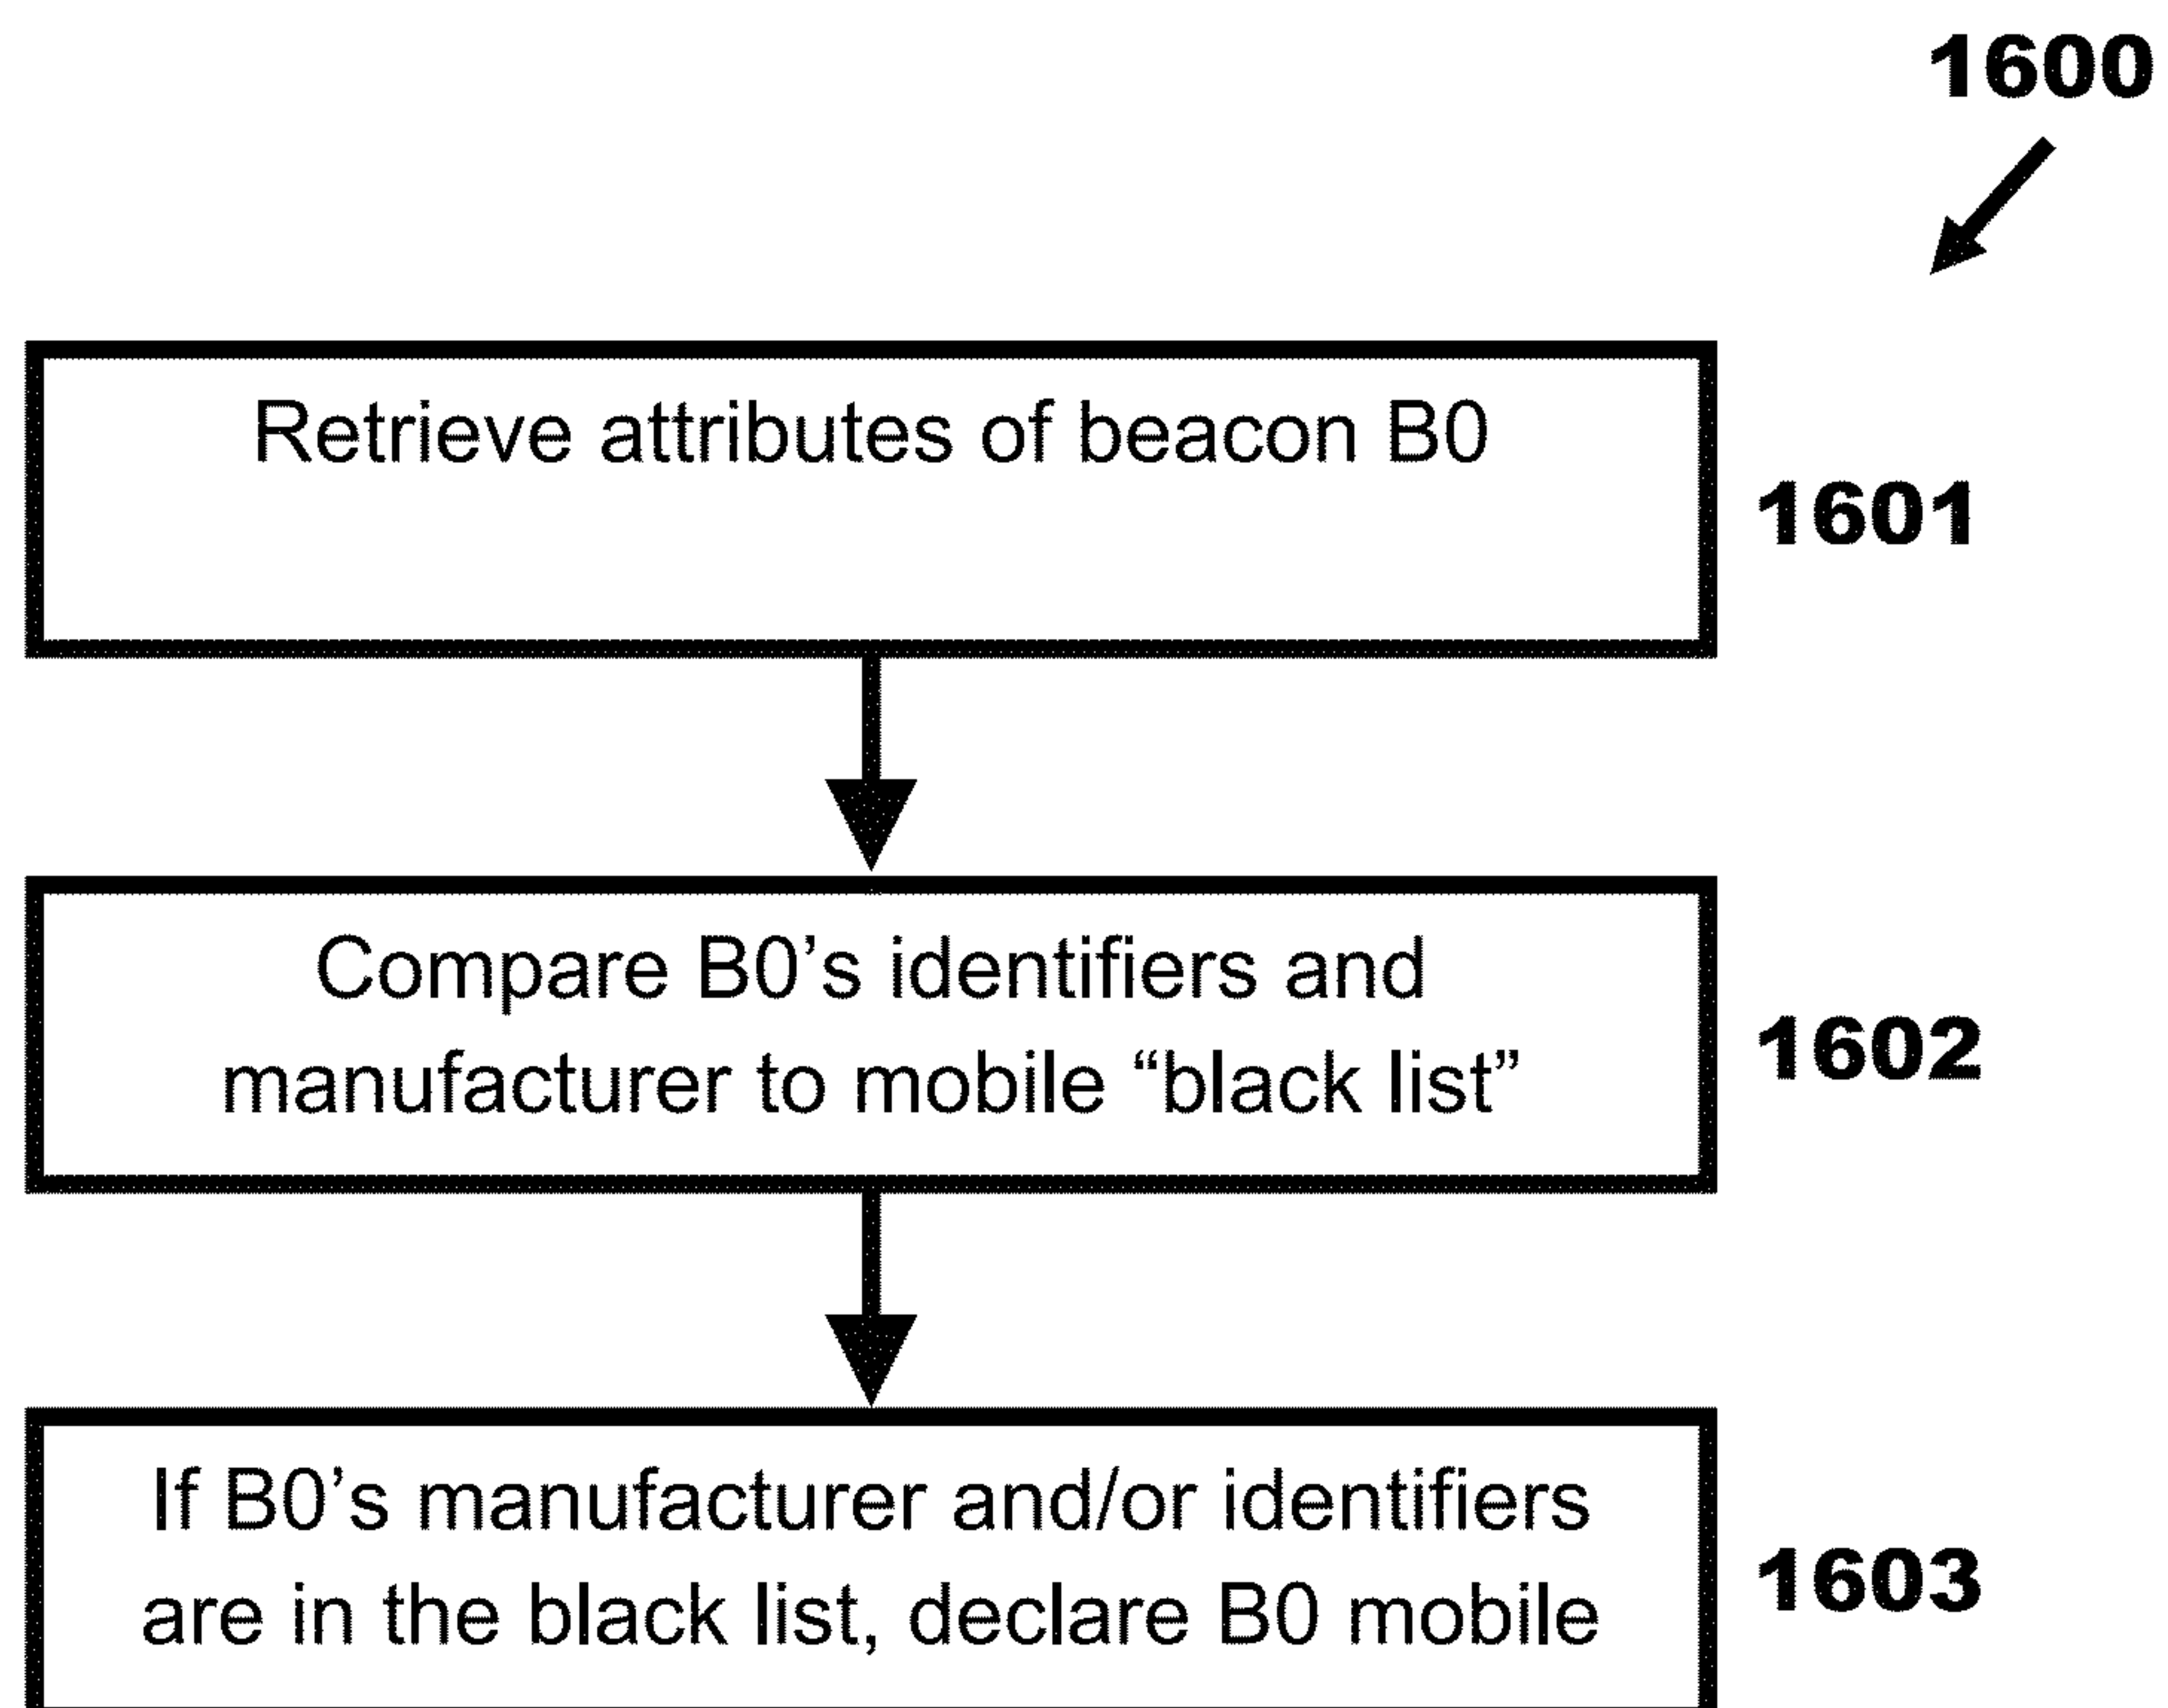 1600
Retrieve attributes of beacon B0
1601
Compare B0’s identifiers and
manufacturer to mobile “black list”
1602
If B0’s manufacturer and/or identifiers
are in the black list, declare B0 mobile
1603